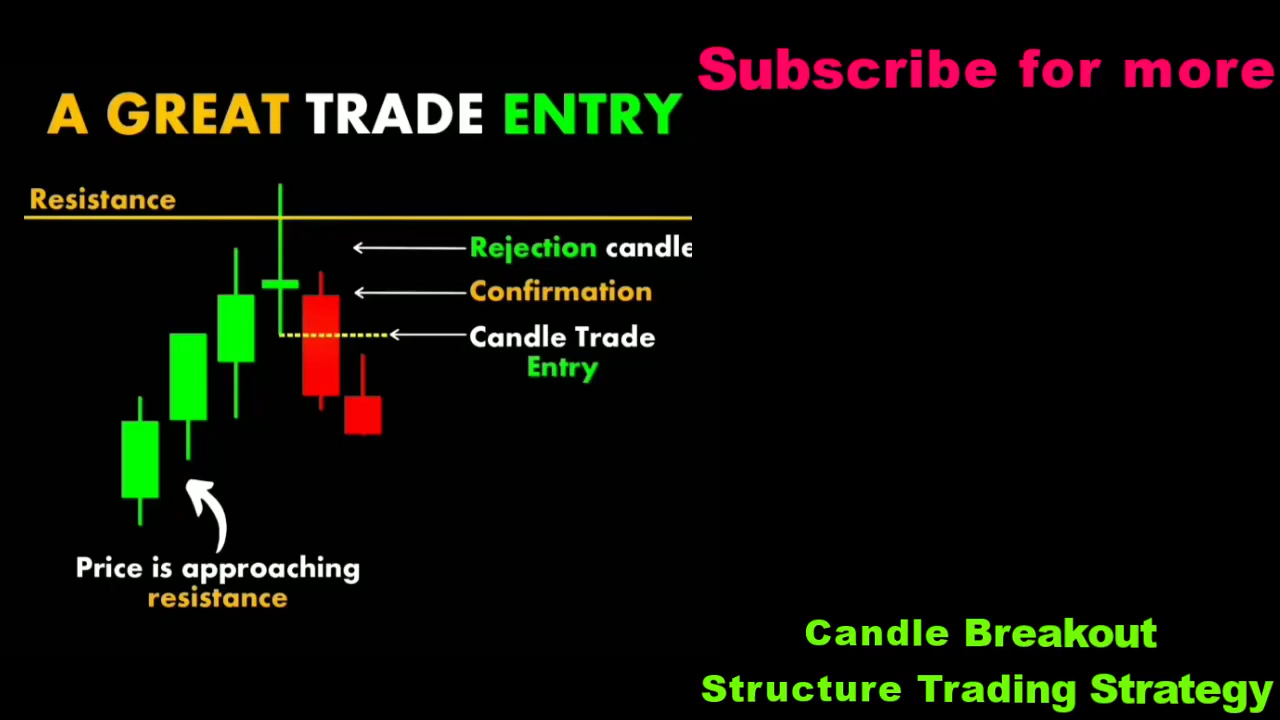 Subscribe for more
A GREAT TRADE ENTRY
Resistance
Rejection candle
Confirmation
Candle Trade
Entry
Price is approaching
resistance
Candle Breakout
Structure Trading Strategy